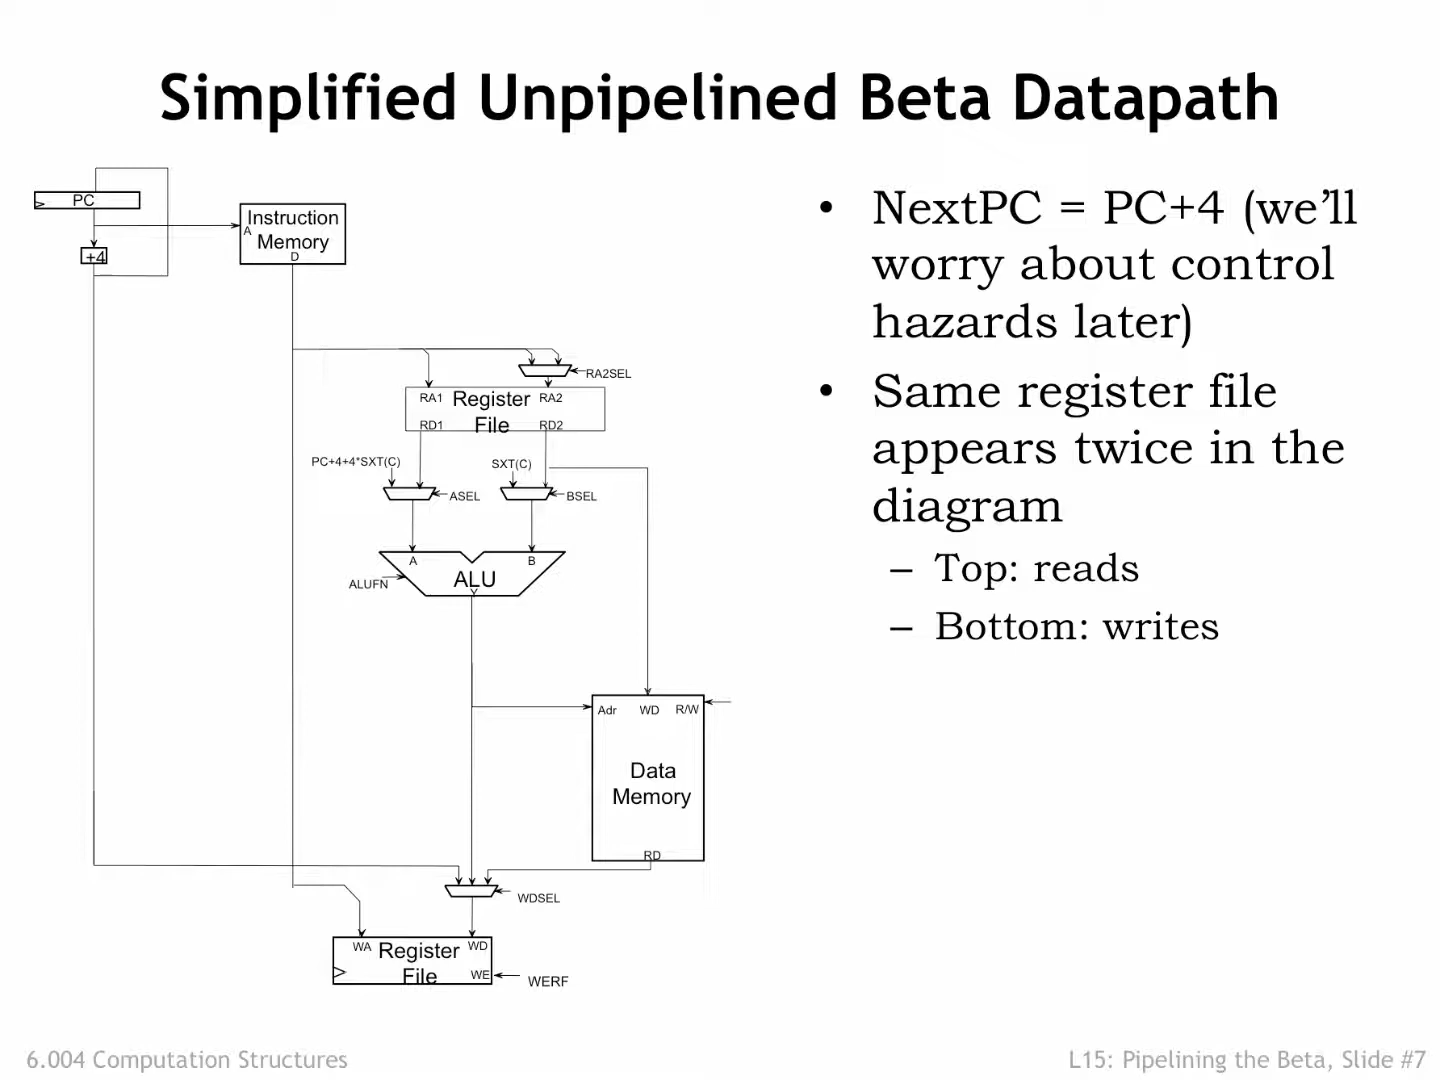 Simplified Unpipelined Beta Datapath
PC
+4
Instruction
A Memory
D
RA2SEL
RA1 Register RA2
RD1 File RD2
PC+4+4*SXT(C)
SXT(C)
ASEL
BSEL
A
B
ALUFN
ALU
Y
Adr WD R/W
Data
Memory
RD
WDSEL
WA Register WD
File WE
WERF
• NextPC = PC+4 (we’ll
worry about control
hazards later)
• Same register file
appears twice in the
diagram
– Top: reads
– Bottom: writes
6.004 Computation Structures
L15: Pipelining the Beta, Slide #7